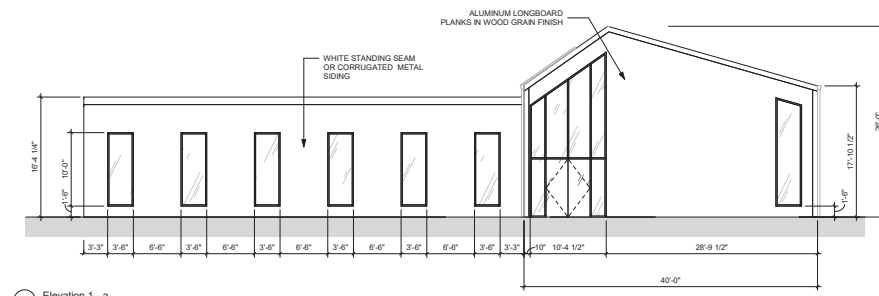 ALUMINUM LONGBOARD
PLANKS IN WOOD GRAIN FINISH
WHITE STANDING SEAM
OR CORRUGATED METAL
SIDING
16'-4 1/4"
10'-0"
1'-6"
17'-10 1/2"
1'-6"
26'-0"
3'-3" 3'-6" 6'-6" 3'-6" 6'-6" 3'-6" 6'-6" 3'-6" 6'-6" 3'-6" 6'-6" 3'-6" 3'-3" 10" 10'-4 1/2" 28'-9 1/2"
40'-0"
Elevation 1 - a